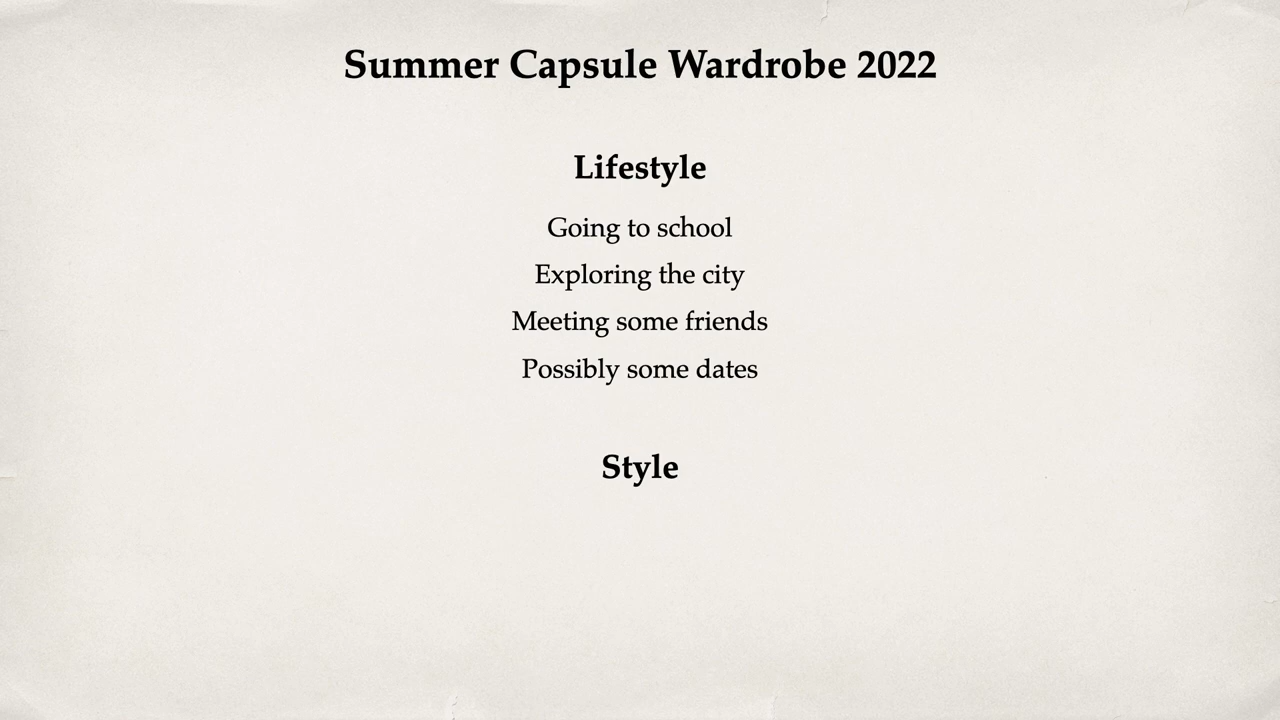 Summer Capsule Wardrobe 2022
Lifestyle
Going to school
Exploring the city
Meeting some friends
Possibly some dates
Style